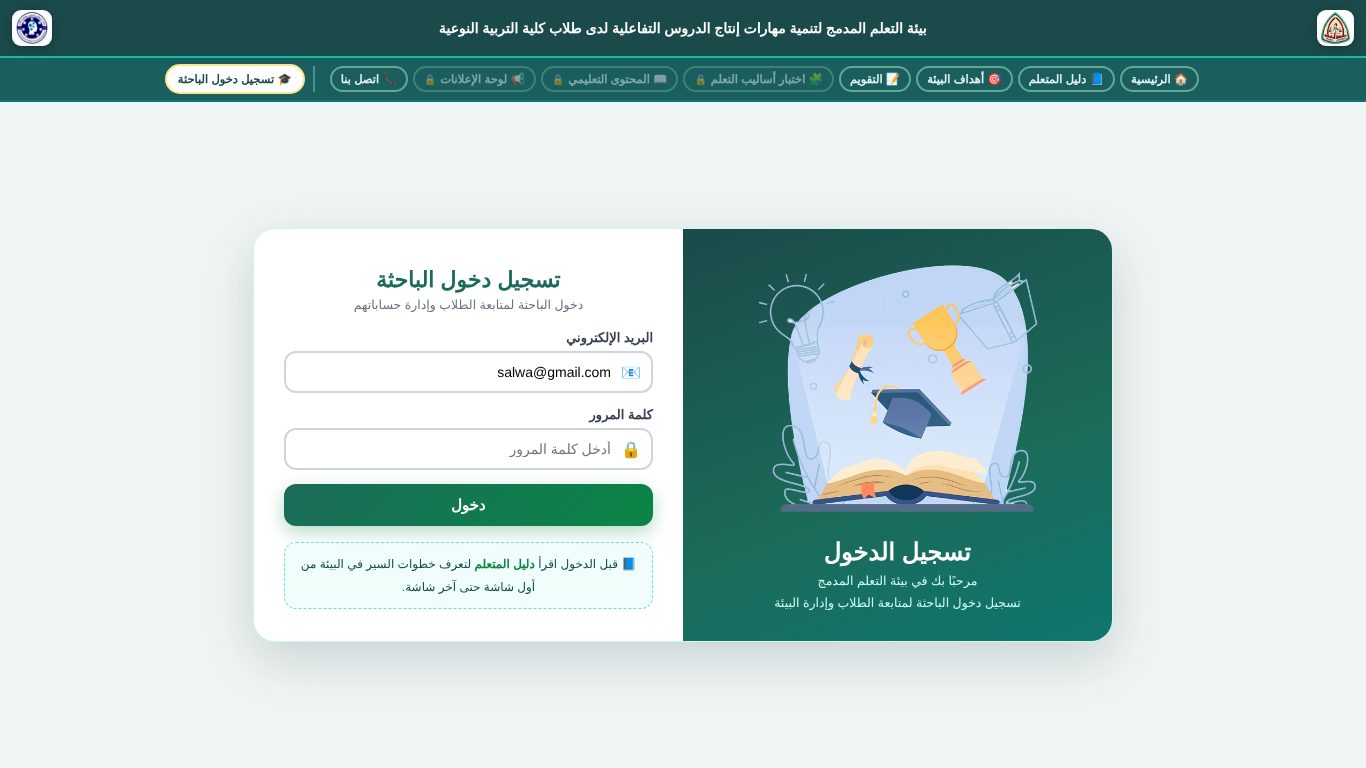 بيئة التعلم المدمج لتنمية مهارات إنتاج الدروس التفاعلية لدى طلاب كلية التربية النوعية
🏠 الرئيسية
📘 دليل المتعلم
🎯 أهداف البيئة
📝 التقويم
🧩 اختبار أساليب التعلم 🔒
📖 المحتوى التعليمي 🔒
📢 لوحة الإعلانات 🔒
📞 اتصل بنا
🎓 تسجيل دخول الباحثة
تسجيل الدخول
مرحبًا بك في بيئة التعلم المدمج
تسجيل دخول الباحثة لمتابعة الطلاب وإدارة البيئة
تسجيل دخول الباحثة
دخول الباحثة لمتابعة الطلاب وإدارة حساباتهم
البريد الإلكتروني
salwa@gmail.com
كلمة المرور
أدخل كلمة المرور
دخول
📘 قبل الدخول اقرأ دليل المتعلم لتعرف خطوات السير في البيئة من
أول شاشة حتى آخر شاشة.